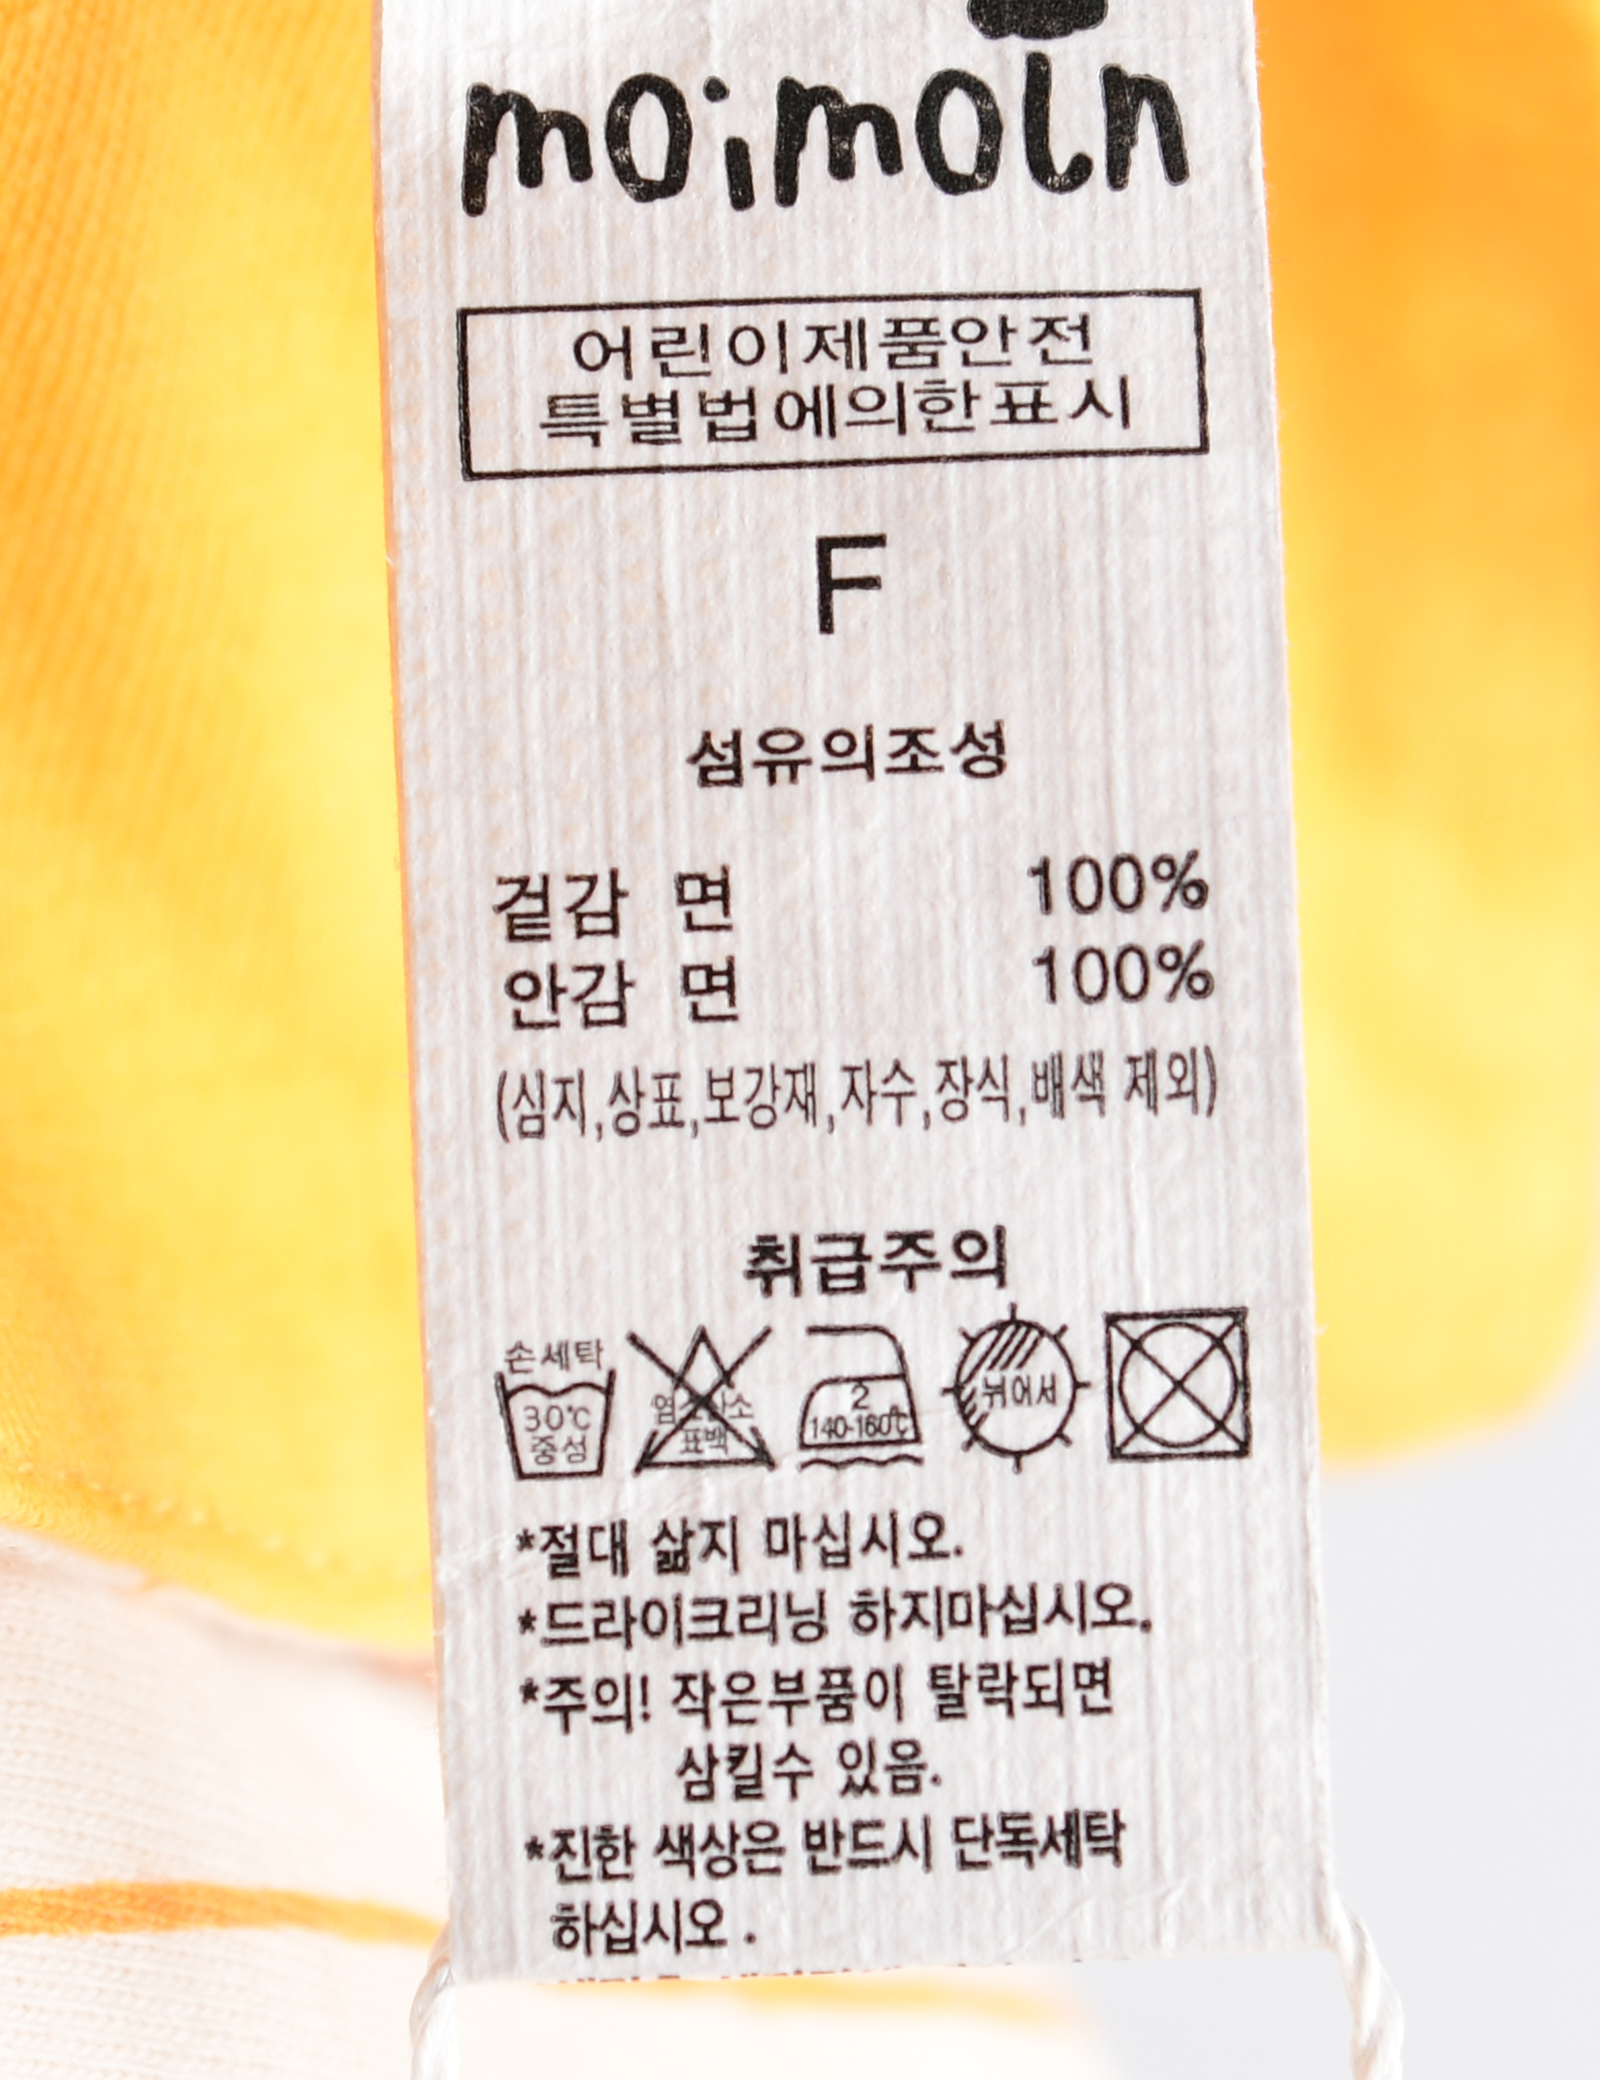 moimoln
어린이제품안전
특별법에의한표시
F
섬유의조성
겉감 면 100%
안감 면 100%
(심지,상표,보강재,자수,장식,배색 제외)
취급주의
손세탁
30℃
중성
염소산소
표백
2
140-160℃
뉘어서
*절대 삶지 마십시오.
*드라이크리닝 하지마십시오.
*주의! 작은부품이 탈락되면
삼킬수 있음.
*진한 색상은 반드시 단독세탁
하십시오.